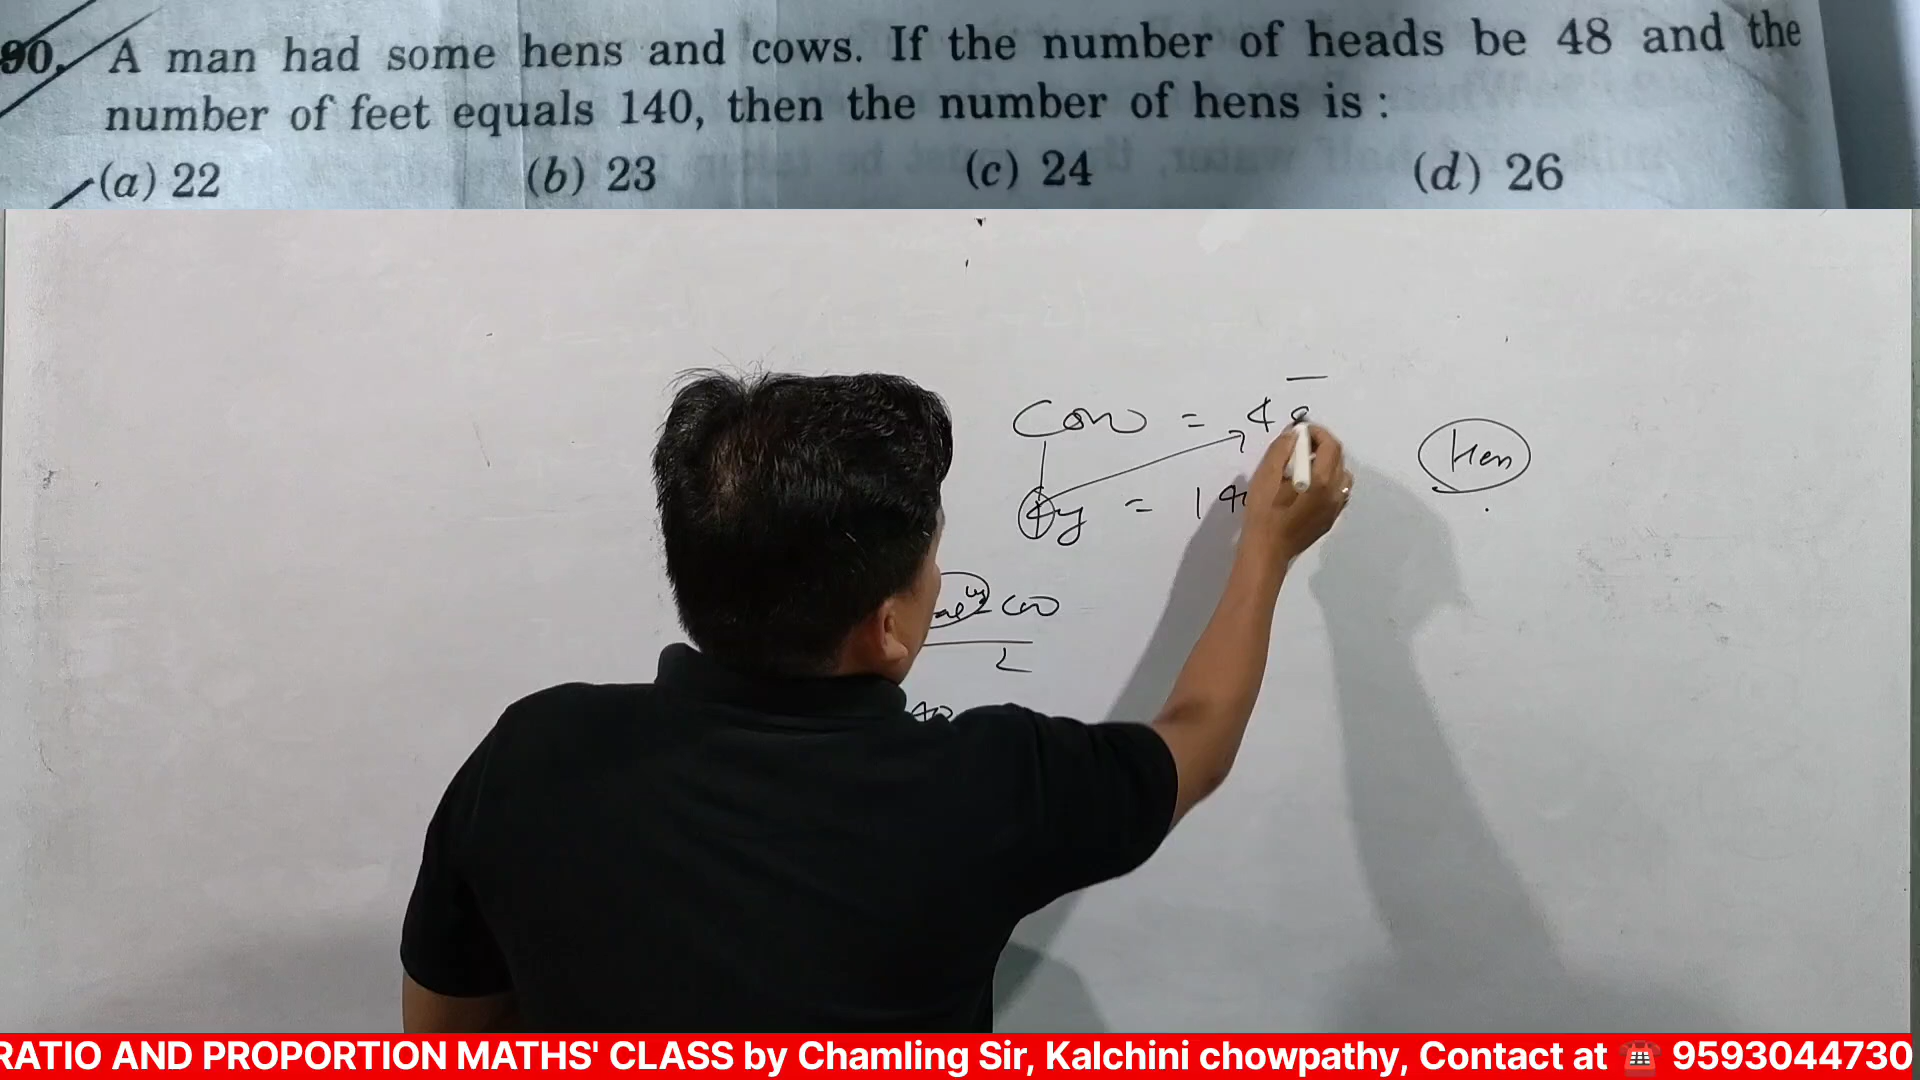 90. A man had some hens and cows. If the number of heads be 48 and the
number of feet equals 140, then the number of hens is :
(a) 22 (b) 23 (c) 24 (d) 26
Cow = 48
Hen
4y = 14
RATIO AND PROPORTION MATHS' CLASS by Chamling Sir, Kalchini chowpathy, Contact at ☎ 9593044730